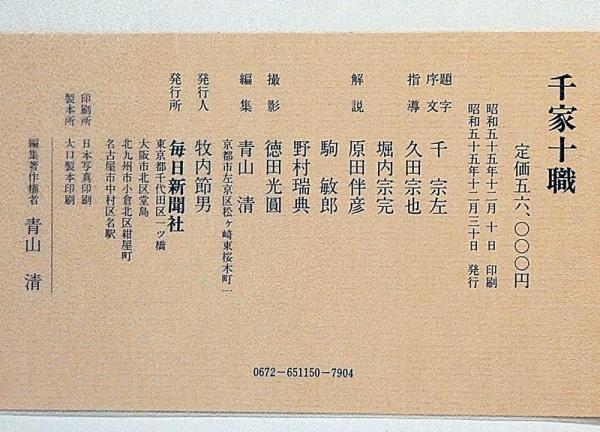 千家十職
定価五六、〇〇〇円
昭和五十五年十二月 十 日 印刷
昭和五十五年十二月二十日 発行
題字
序文 千 宗左
指導 久田宗也
堀内宗完
解説 原田伴彦
駒 敏郎
野村瑞典
撮影 徳田光圓
編集 青山 清
京都市左京区松ヶ崎東桜木町一
発行人 牧内節男
発行所 毎日新聞社
東京都千代田区一ツ橋
大阪市北区堂島
北九州市小倉北区紺屋町
名古屋市中村区名駅
印刷所 日本写真印刷
製本所 大口製本印刷
編集著作権者 青山 清
0672-651150-7904